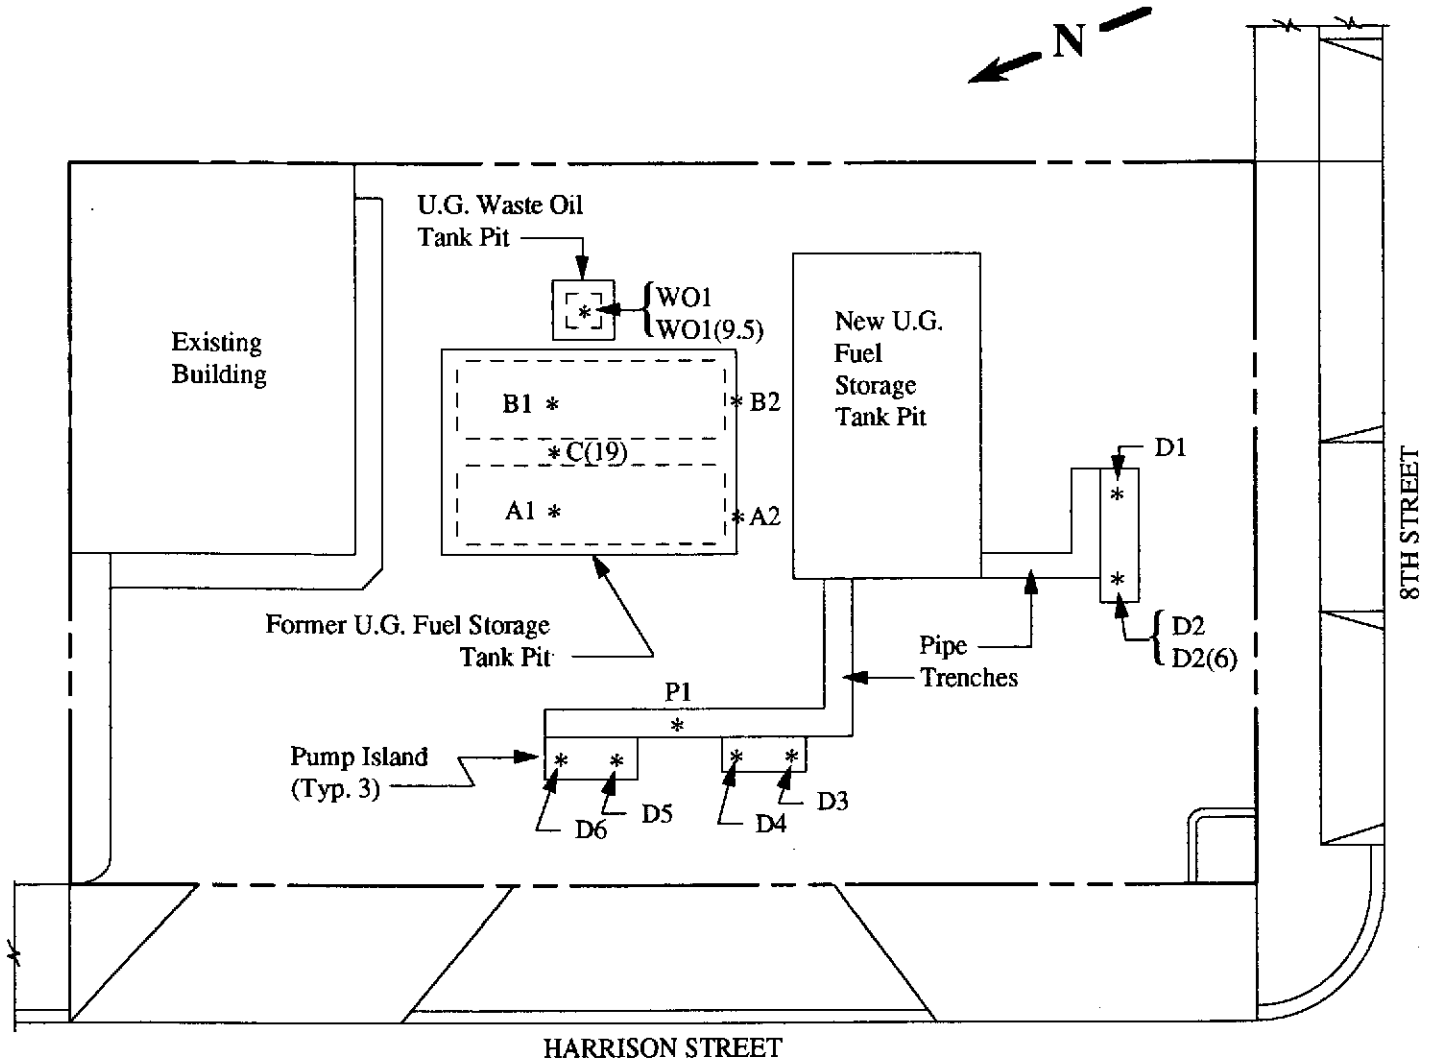 N
U.G. Waste Oil
Tank Pit
WO1
WO1(9.5)
New U.G.
Fuel
Storage
Tank Pit
Existing
Building
B1 *
* B2
* C(19)
A1 *
* A2
D1
*
*
D2
D2(6)
8TH STREET
Former U.G. Fuel Storage
Tank Pit
Pipe
Trenches
P1
*
Pump Island
(Typ. 3)
* * * *
D6
D5
D4
D3
HARRISON STREET